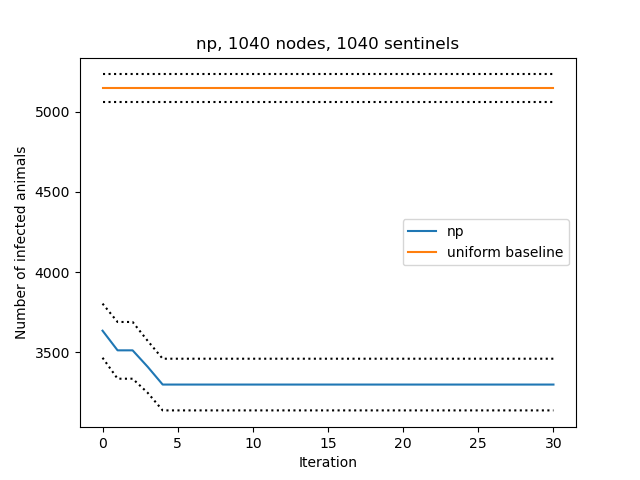 np, 1040 nodes, 1040 sentinels
Number of infected animals
5000
4500
4000
3500
np
uniform baseline
0 5 10 15 20 25 30
Iteration